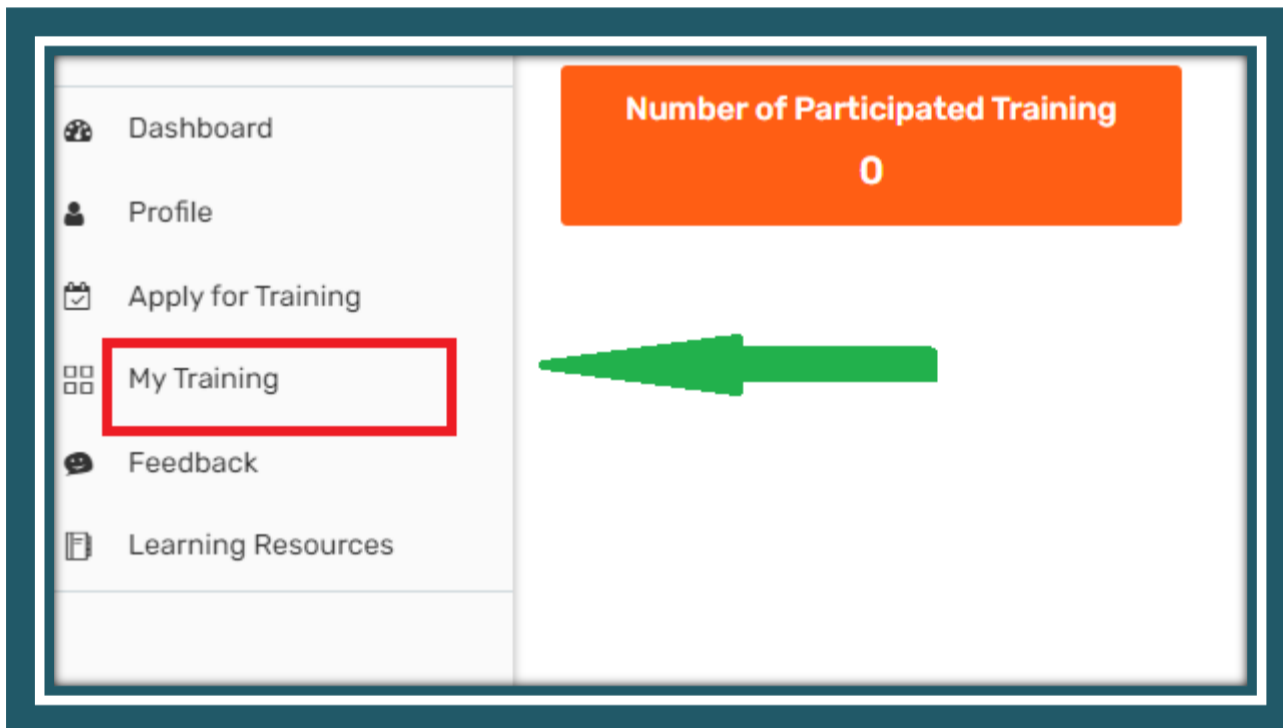 Dashboard
Profile
Apply for Training
My Training
Feedback
Learning Resources
Number of Participated Training
0